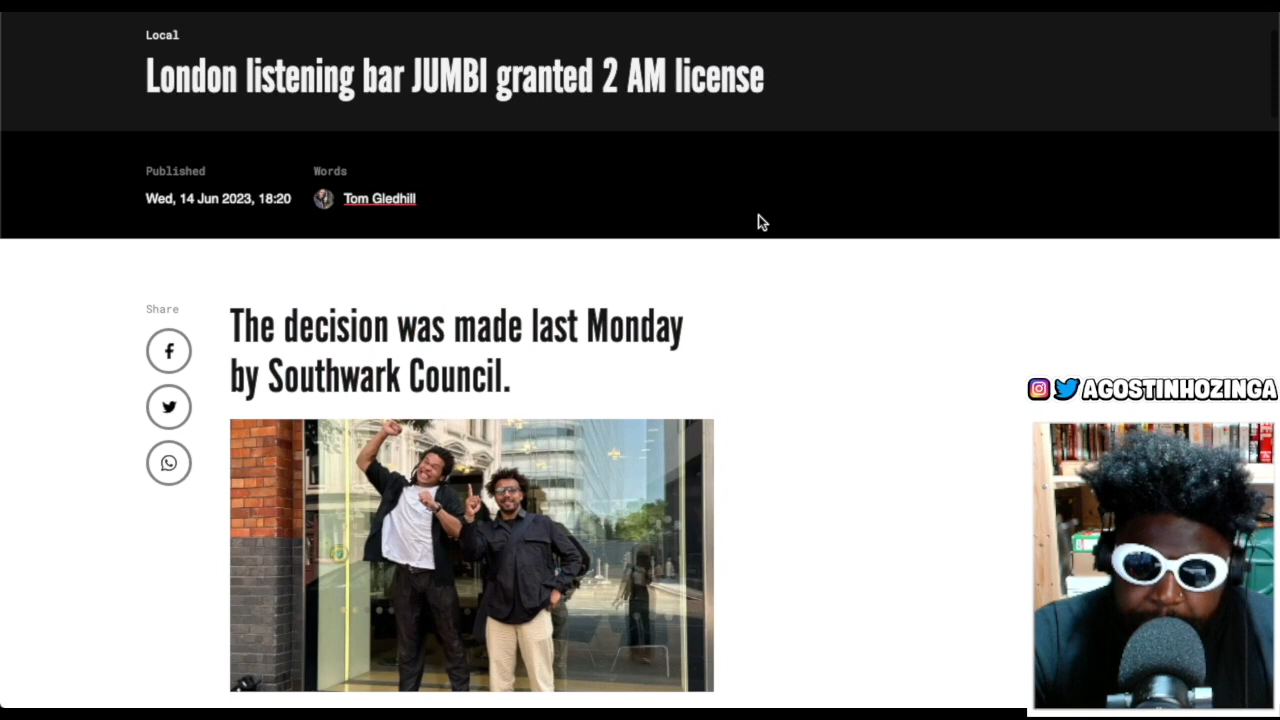 Local
London listening bar JUMBI granted 2 AM license
Published
Words
Wed, 14 Jun 2023, 18:20
Tom Gledhill
Share
The decision was made last Monday
by Southwark Council.
AGOSTINHOZINGA